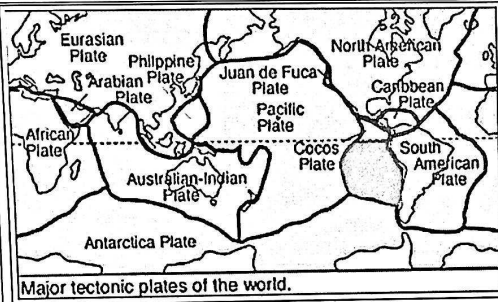 Eurasian
Plate
Philppine
Plate
Arabian
Plate
Juan de Fuca
Plate
Pacific
Plate
North American
Plate
Caribbean
Plate
African
Plate
Cocos
Plate
South
American
Plate
Australian-Indian
Plate
Antarctica Plate
Major tectonic plates of the world.